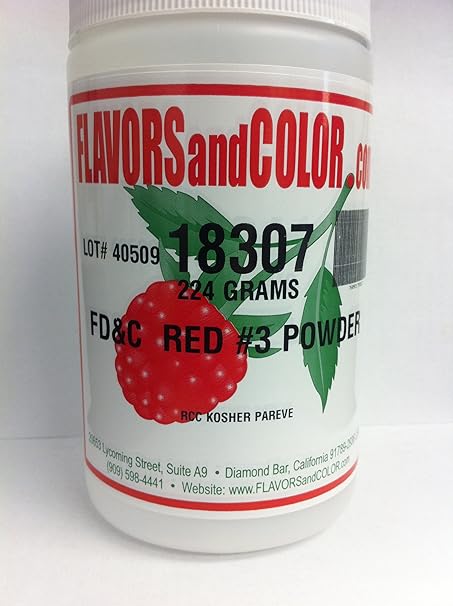 FLAVORSandCOLOR.com
LOT# 40509 18307
224 GRAMS
FD&C RED #3 POWDER
RCC KOSHER PAREVE
Lycoming Street, Suite A9 • Diamond Bar, California
(909) 598-4441 • Website: www.FLAVORSandCOLOR.com